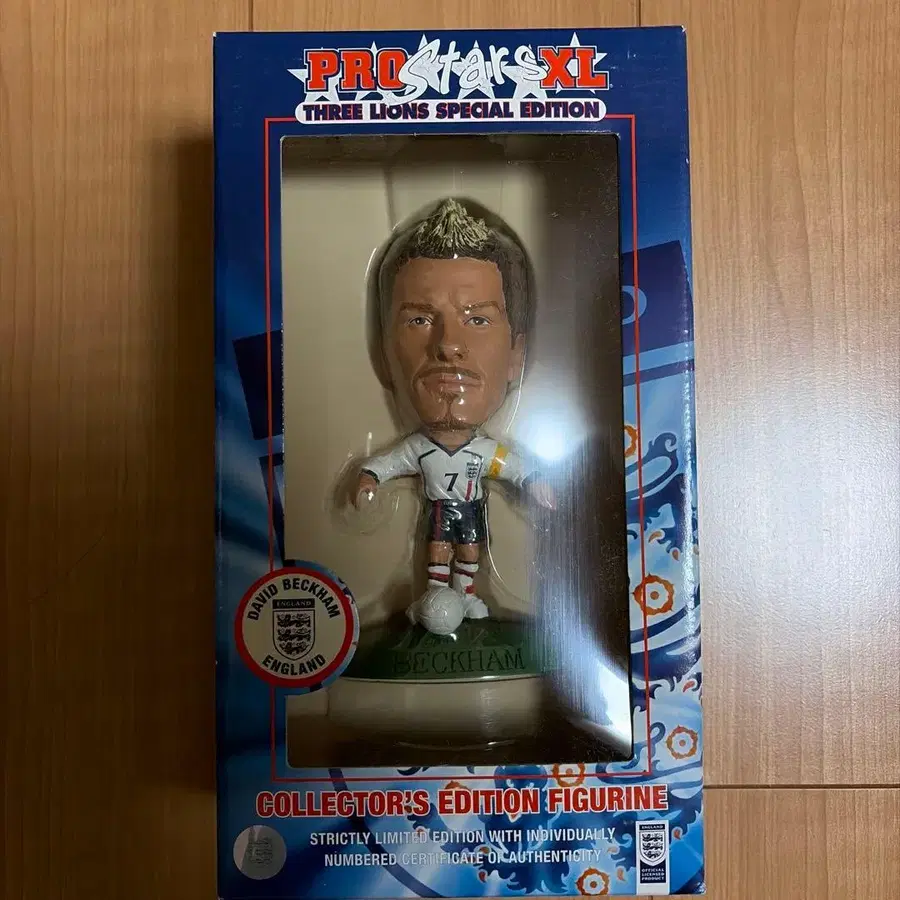 PROStarsXL
THREE LIONS SPECIAL EDITION
7
DAVID BECKHAM
ENGLAND
ENGLAND
BECKHAM
COLLECTOR'S EDITION FIGURINE
STRICTLY LIMITED EDITION WITH INDIVIDUALLY
NUMBERED CERTIFICATE OF AUTHENTICITY
ENGLAND
OFFICIAL
LICENSED
PRODUCT